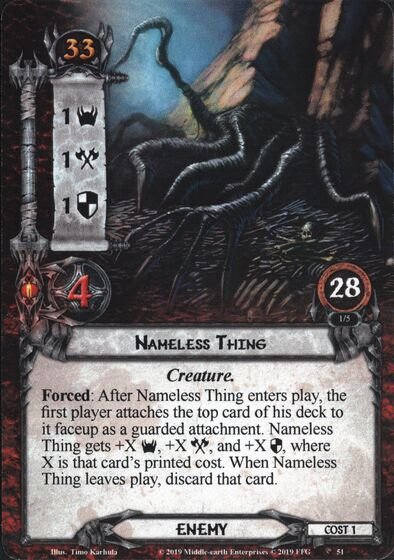 33
1
1
1
4
28
1/5
NAMELESS THING
Creature.
Forced: After Nameless Thing enters play, the
first player attaches the top card of his deck to
it faceup as a guarded attachment. Nameless
Thing gets +X, +X, and +X, where
X is that card's printed cost. When Nameless
Thing leaves play, discard that card.
ENEMY
COST 1
Illus. Timo Karhula
© 2019 Middle-earth Enterprises © 2019 FFG
51